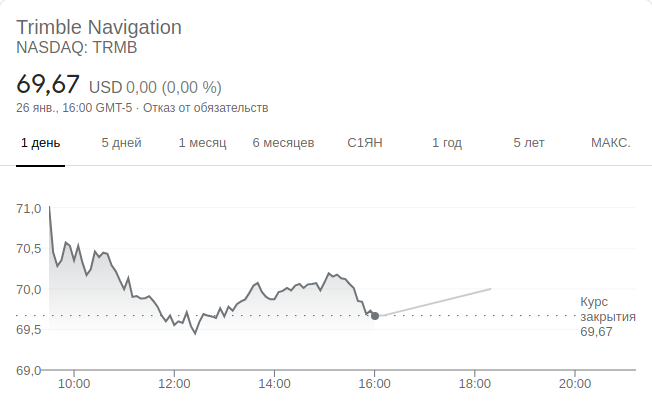 Trimble Navigation
NASDAQ: TRMB
69,67 USD 0,00 (0,00 %)
26 янв., 16:00 GMT-5 · Отказ от обязательств
1 день 5 дней 1 месяц 6 месяцев С1ЯН 1 год 5 лет МАКС.
71,0
70,5
70,0
69,5
69,0
Курс
закрытия
69,67
10:00 12:00 14:00 16:00 18:00 20:00